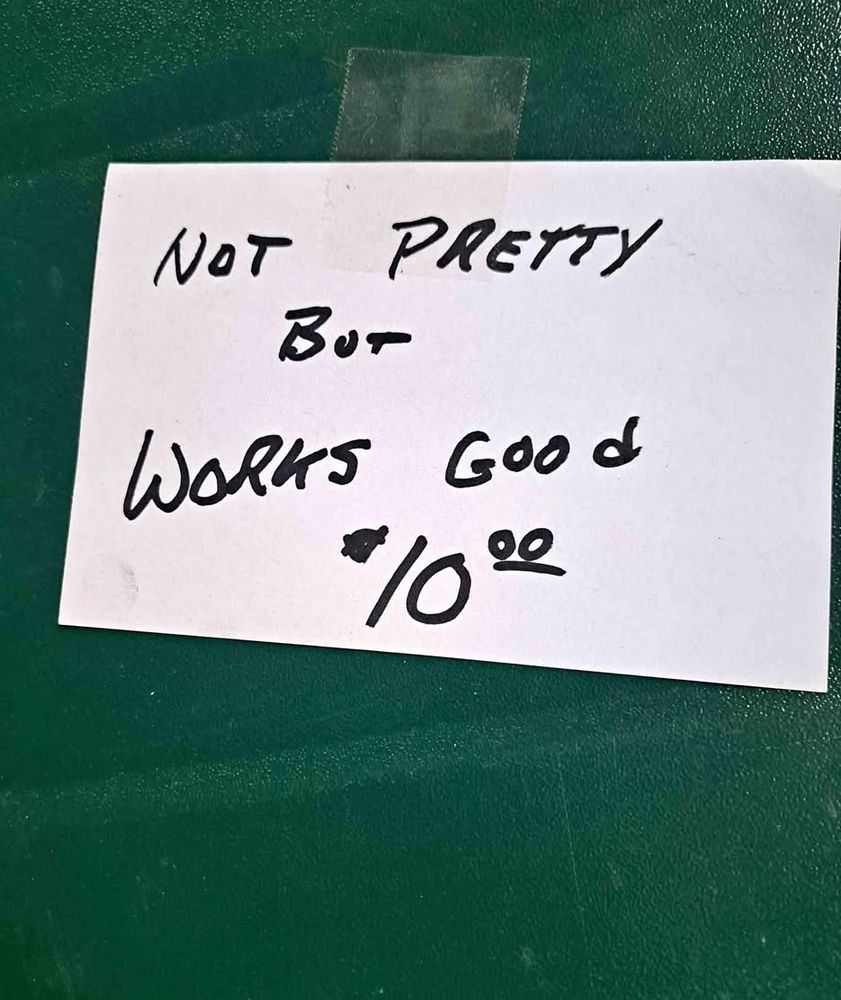 NOT PRETTY
BUT
WORKS GOOd
$10.00